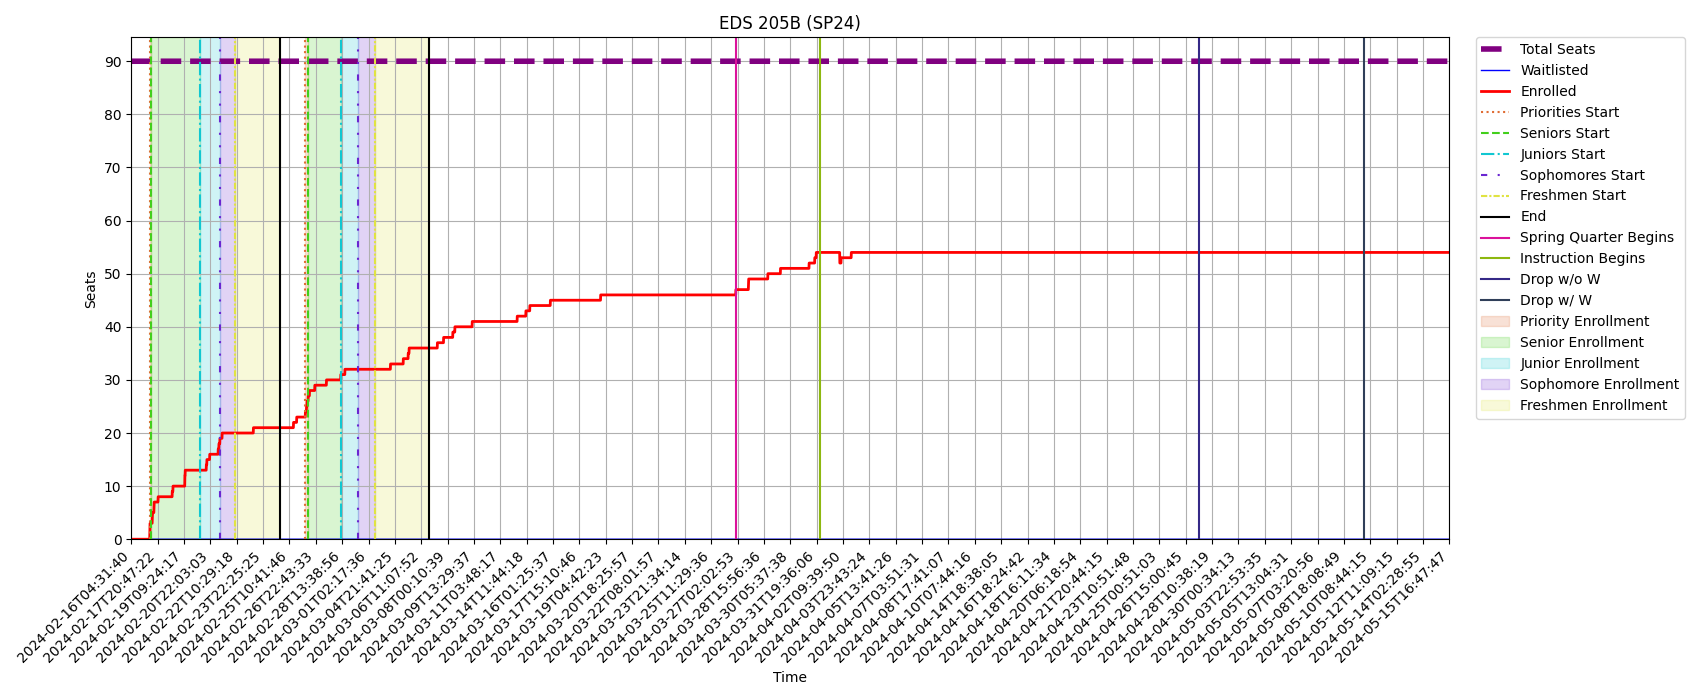 EDS 205B (SP24)
Seats
90
80
70
60
50
40
30
20
10
0
2024-02-16T04:31:40
2024-02-17T20:47:22
2024-02-19T09:24:17
2024-02-20T22:03:03
2024-02-22T10:29:18
2024-02-23T22:25:25
2024-02-25T10:41:46
2024-02-26T22:43:33
2024-02-28T13:38:56
2024-03-01T02:17:36
2024-03-04T21:41:25
2024-03-06T11:07:52
2024-03-08T00:10:39
2024-03-09T13:29:37
2024-03-11T03:48:17
2024-03-14T11:44:18
2024-03-16T01:25:37
2024-03-17T15:10:46
2024-03-19T04:42:23
2024-03-20T18:25:57
2024-03-22T08:01:57
2024-03-23T21:34:14
2024-03-25T11:29:36
2024-03-27T02:02:53
2024-03-28T15:56:36
2024-03-30T05:37:38
2024-03-31T19:36:06
2024-04-02T09:39:50
2024-04-03T23:43:24
2024-04-05T13:41:26
2024-04-07T03:51:31
2024-04-08T17:41:07
2024-04-10T07:44:16
2024-04-14T18:38:05
2024-04-16T18:24:42
2024-04-18T16:11:34
2024-04-20T06:18:54
2024-04-21T20:44:15
2024-04-23T10:51:48
2024-04-25T00:51:03
2024-04-26T15:00:45
2024-04-28T10:38:19
2024-04-30T00:34:13
2024-05-03T22:53:35
2024-05-05T13:04:31
2024-05-07T03:20:56
2024-05-08T18:08:49
2024-05-10T08:44:15
2024-05-12T11:09:15
2024-05-14T02:28:55
2024-05-15T16:47:47
Time
Total Seats
Waitlisted
Enrolled
Priorities Start
Seniors Start
Juniors Start
Sophomores Start
Freshmen Start
End
Spring Quarter Begins
Instruction Begins
Drop w/o W
Drop w/ W
Priority Enrollment
Senior Enrollment
Junior Enrollment
Sophomore Enrollment
Freshmen Enrollment